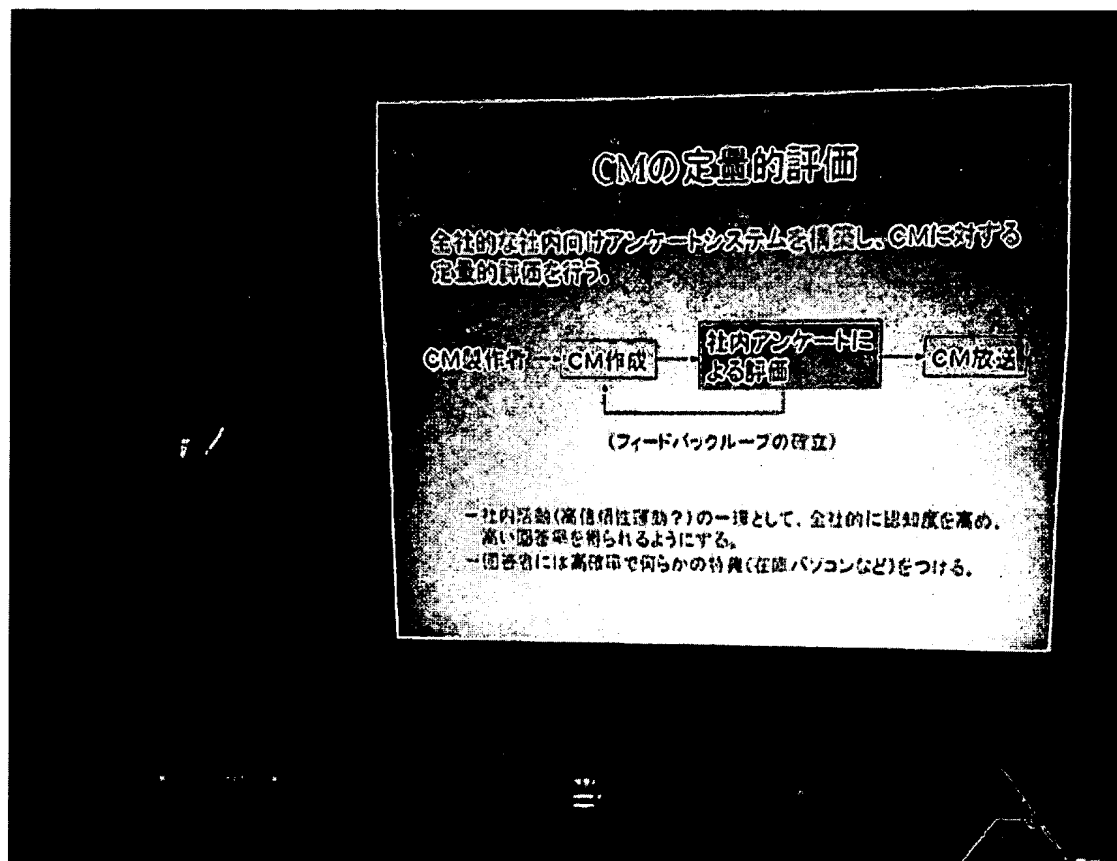 CMの定量的評価
全社的な社内向けアンケートシステムを構築し、CMに対する
定量的評価を行う.
CM製作者 CM作成 社内アンケートに
よる評価 CM放送
(フィードバックループの確立)
ー社内活動(高信頼性運動?)の一環として、全社的に認知度を高め、
高い回答率を得られるようにする。
ー回答者には高確率で何らかの特典(在庫パソコンなど)をつける。